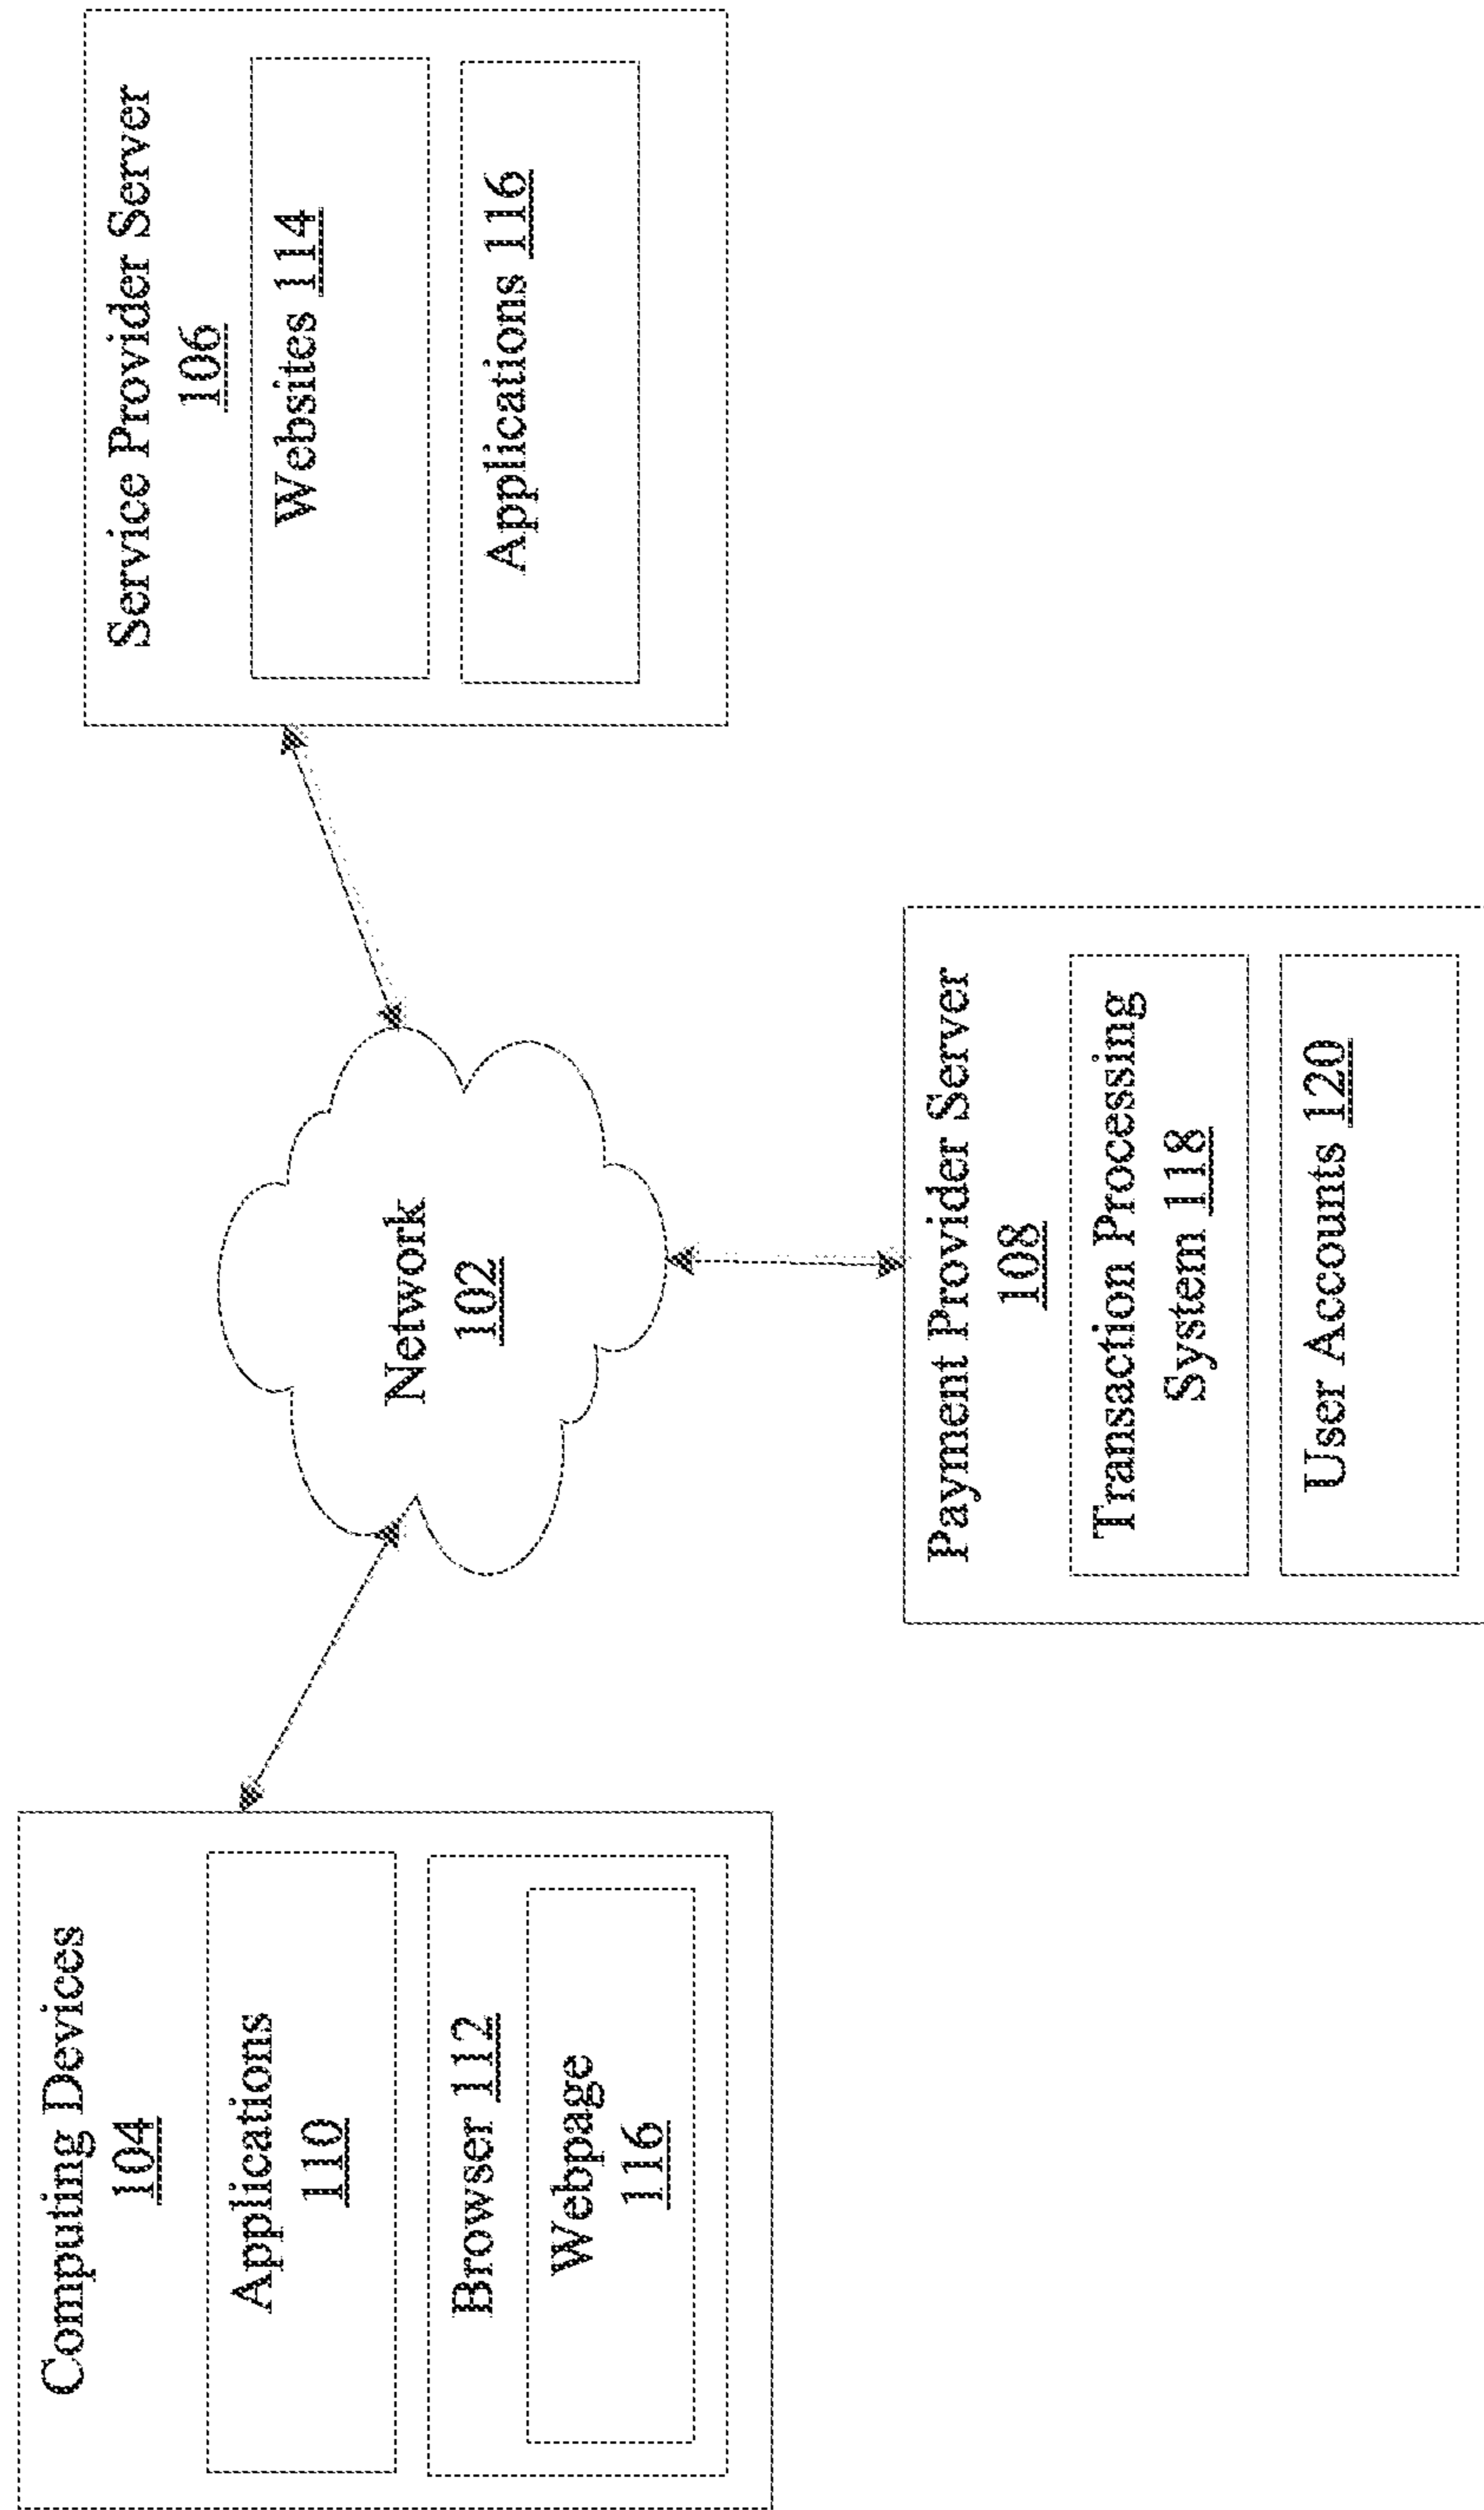 Computing Devices
104
Applications
110
Browser 112
Webpage
116
Network
102
Payment Provider Server
108
Transaction Processing
System 118
User Accounts 120
Service Provider Server
106
Websites 114
Applications 116